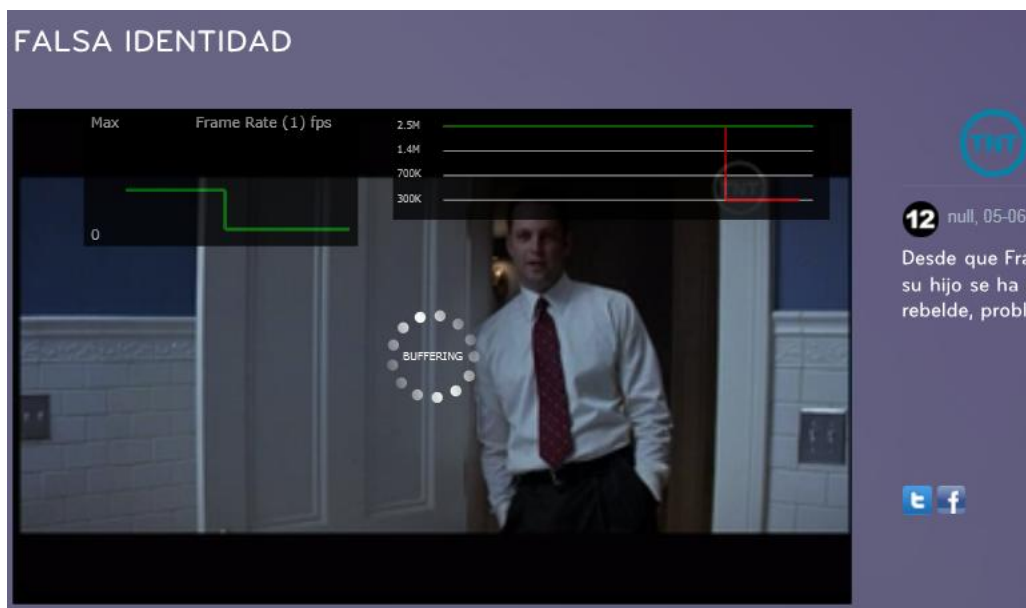 FALSA IDENTIDAD
Max
Frame Rate (1) fps
0
2.5M
1.4M
700K
300K
TNT
BUFFERING
TNT
12 null, 05-06
Desde que Fra
su hijo se ha
rebelde, probl
t f